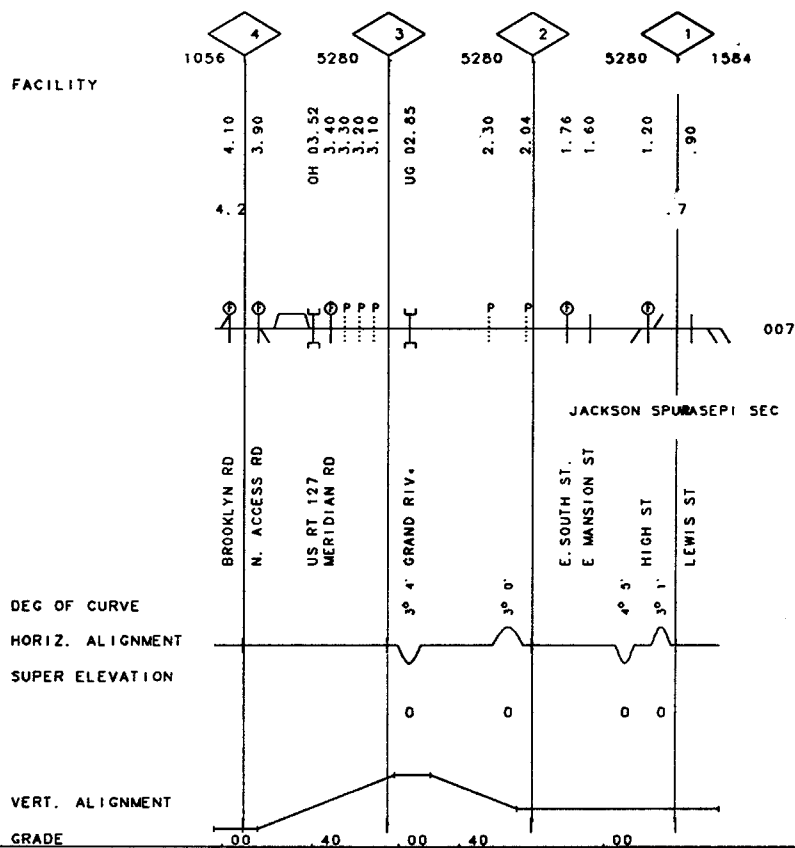 4 3 2 1
1056 5280 5280 5280 1584
FACILITY
4.10
3.90
OH 03.52
3.40
3.30
3.20
3.10
UG 02.85
2.30
2.04
1.76
1.60
1.20
.90
4.2 .7
P P P P P P P P P
007
JACKSON SPUR ASEPI SEC
BROOKLYN RD
N. ACCESS RD
US RT 127
MERIDIAN RD
GRAND RIV.
E. SOUTH ST.
E MANSION ST
HIGH ST
LEWIS ST
DEG OF CURVE 3° 4' 3° 0' 4° 5' 3° 1'
HORIZ. ALIGNMENT
SUPER ELEVATION
0 0 0 0
VERT. ALIGNMENT
GRADE .00 .40 .00 .40 .00